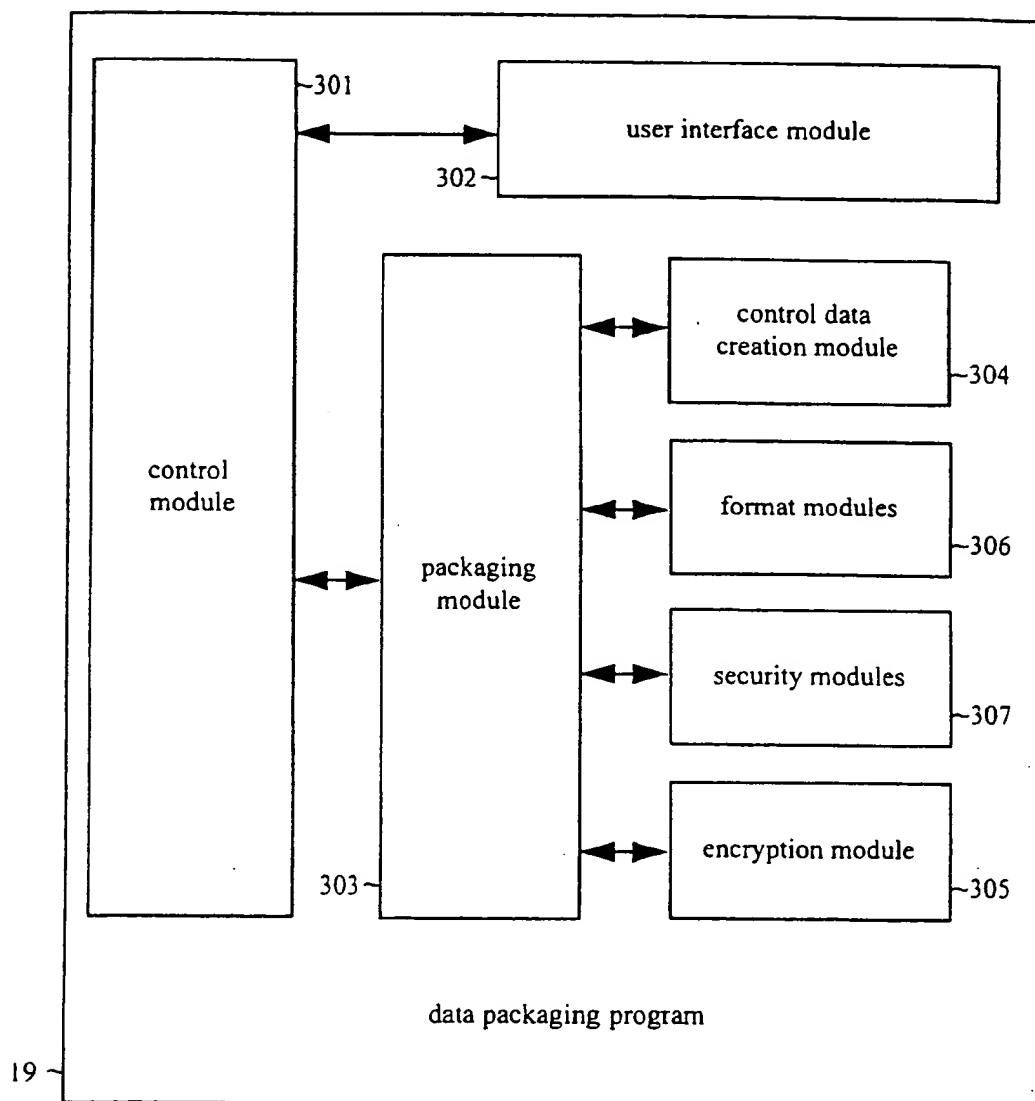 301
user interface module
302
control data
creation module
304
control
module
format modules
306
packaging
module
security modules
307
encryption module
303
305
data packaging program
19